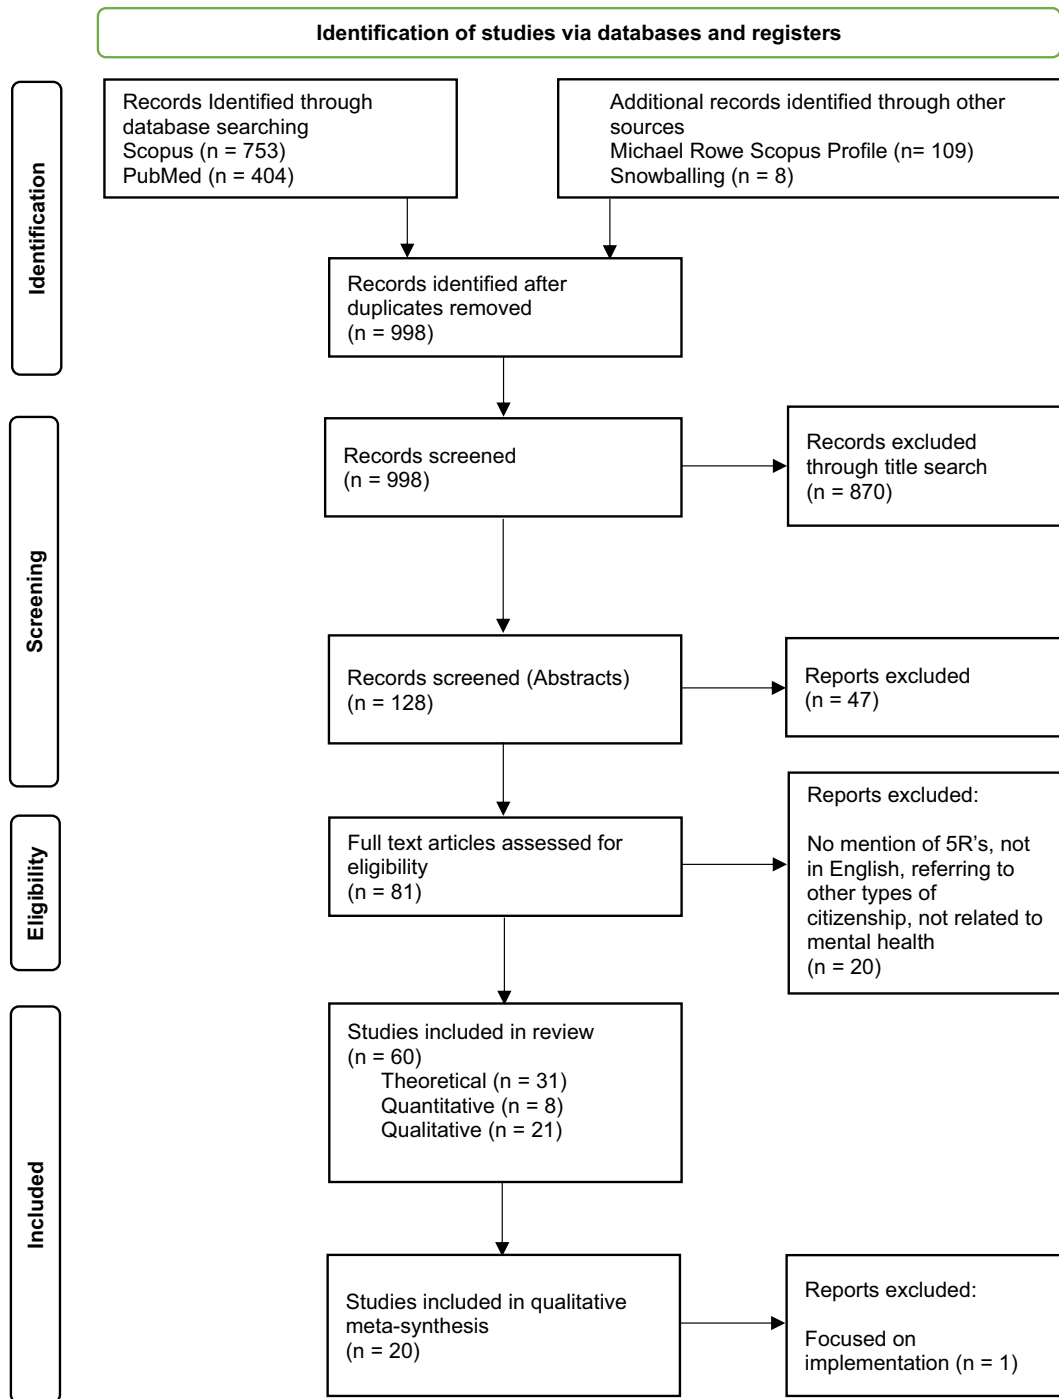 Identification of studies via databases and registers
Identification
Records Identified through
database searching
Scopus (n = 753)
PubMed (n = 404)
Additional records identified through other
sources
Michael Rowe Scopus Profile (n= 109)
Snowballing (n = 8)
Records identified after
duplicates removed
(n = 998)
Screening
Records screened
(n = 998)
Records excluded
through title search
(n = 870)
Records screened (Abstracts)
(n = 128)
Reports excluded
(n = 47)
Eligibility
Full text articles assessed for
eligibility
(n = 81)
Reports excluded:
No mention of 5R’s, not
in English, referring to
other types of
citizenship, not related to
mental health
(n = 20)
Included
Studies included in review
(n = 60)
Theoretical (n = 31)
Quantitative (n = 8)
Qualitative (n = 21)
Studies included in qualitative
meta-synthesis
(n = 20)
Reports excluded:
Focused on
implementation (n = 1)